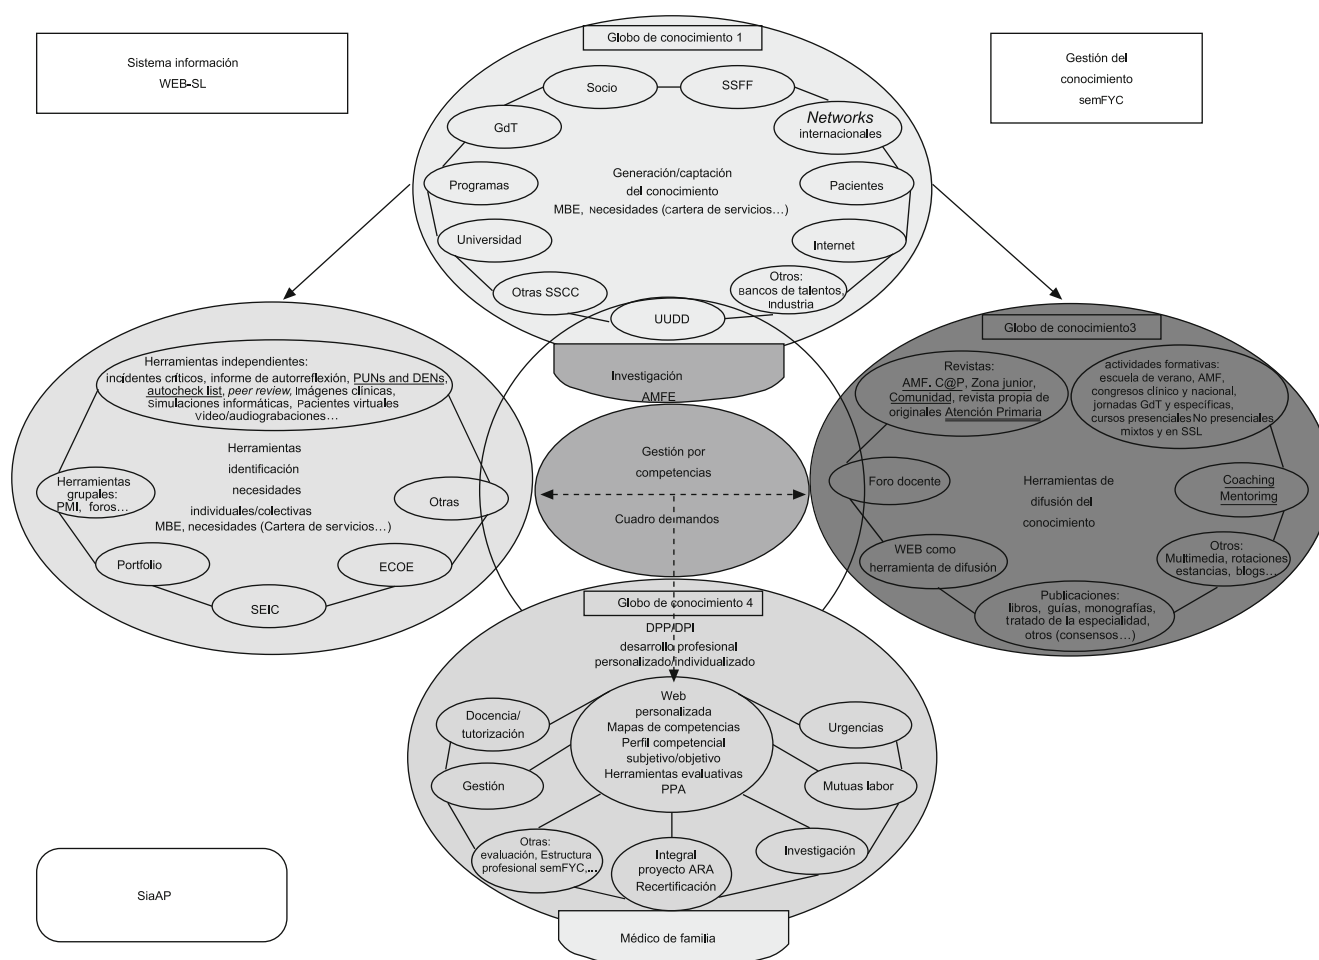 Sistema información
WEB-SL
Globo de conocimiento 1
Gestión del
conocimiento
semFYC
Socio
SSFF
GdT
Networks
internacionales
Programas
Pacientes
Generación/captación
del conocimiento
MBE, Necesidades (Cartera de servicios...)
Universidad
Internet
Otras SSCC
Otros:
Bancos de talentos,
Industria
UUDD
Investigación
AMFE
Herramientas independientes:
incidentes críticos, informe de autorreflexión, PUNs and DENs,
autocheck list, peer review, Imágenes clínicas,
Simulaciones informáticas, Pacientes virtuales
video/audiograbaciones...
Herramientas
identificación
necesidades
individuales/colectivas
MBE, necesidades (Cartera de servicios...)
Herramientas
grupales:
PMI, foros...
Otras
Portfolio
ECOE
SEIC
Gestión por
competencias
Cuadro de mandos
Globo de conocimiento3
Revistas:
AMF. C@P, Zona junior,
Comunidad, revista propia de
originales Atención Primaria
actividades formativas:
escuela de verano, AMF,
congresos clínico y nacional,
jornadas GdT y específicas,
cursos presenciales No presenciales
mixtos y en SSL
Foro docente
Herramientas de
difusión del
conocimiento
Coaching
Mentorimg
WEB como
herramienta de difusión
Otros:
Multimedia, rotaciones
estancias, blogs...
Publicaciones:
libros, guías, monografías,
tratado de la especialidad,
otros (consensos...)
Globo de conocimiento 4
DPP/DPI
desarrollo profesional
personalizado/individualizado
Web
personalizada
Mapas de competencias
Perfil competencial
subjetivo/objetivo
Herramientas evaluativas
PPA
Docencia/
tutorización
Urgencias
Gestión
Mutuas labor
Otras:
evaluación, Estructura
profesional semFYC,...
Integral
proyecto ARA
Recertificación
Investigación
Médico de familia
SiaAP